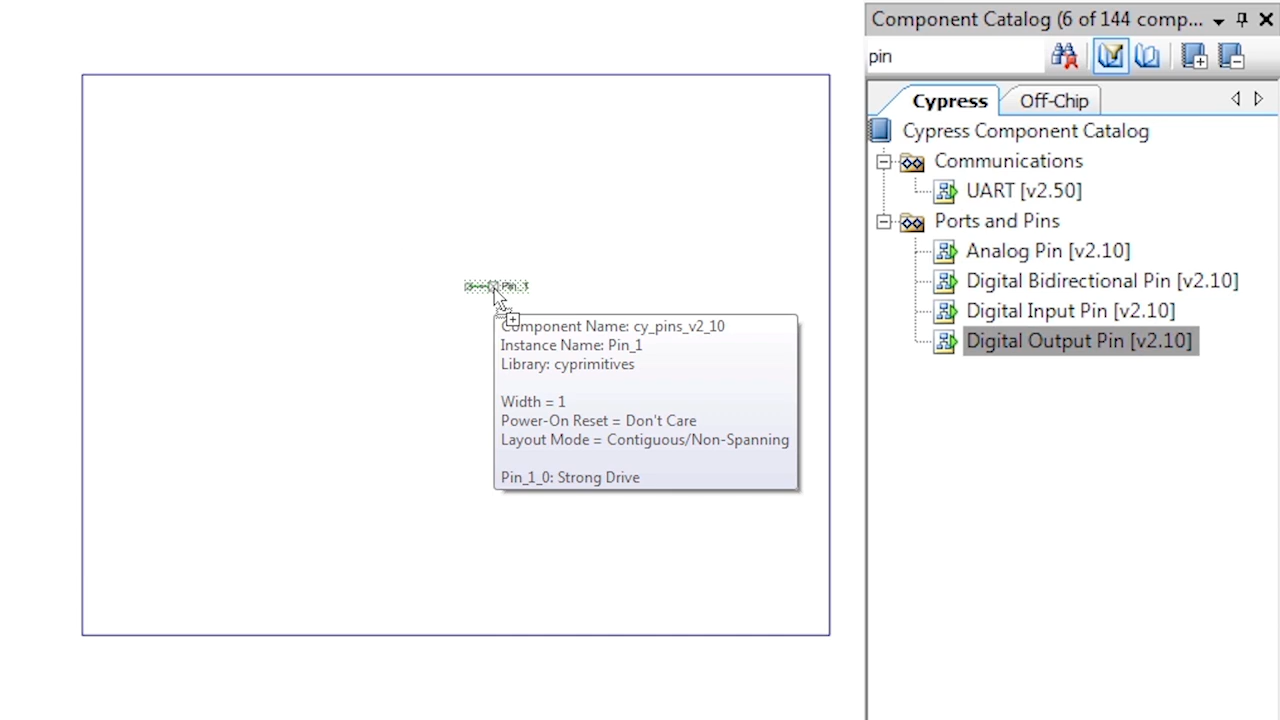 Component Catalog (6 of 144 comp...
pin
Cypress
Off-Chip
Cypress Component Catalog
Communications
UART [v2.50]
Ports and Pins
Analog Pin [v2.10]
Digital Bidirectional Pin [v2.10]
Digital Input Pin [v2.10]
Digital Output Pin [v2.10]
Pin_1
Component Name: cy_pins_v2_10
Instance Name: Pin_1
Library: cyprimitives
Width = 1
Power-On Reset = Don't Care
Layout Mode = Contiguous/Non-Spanning
Pin_1_0: Strong Drive